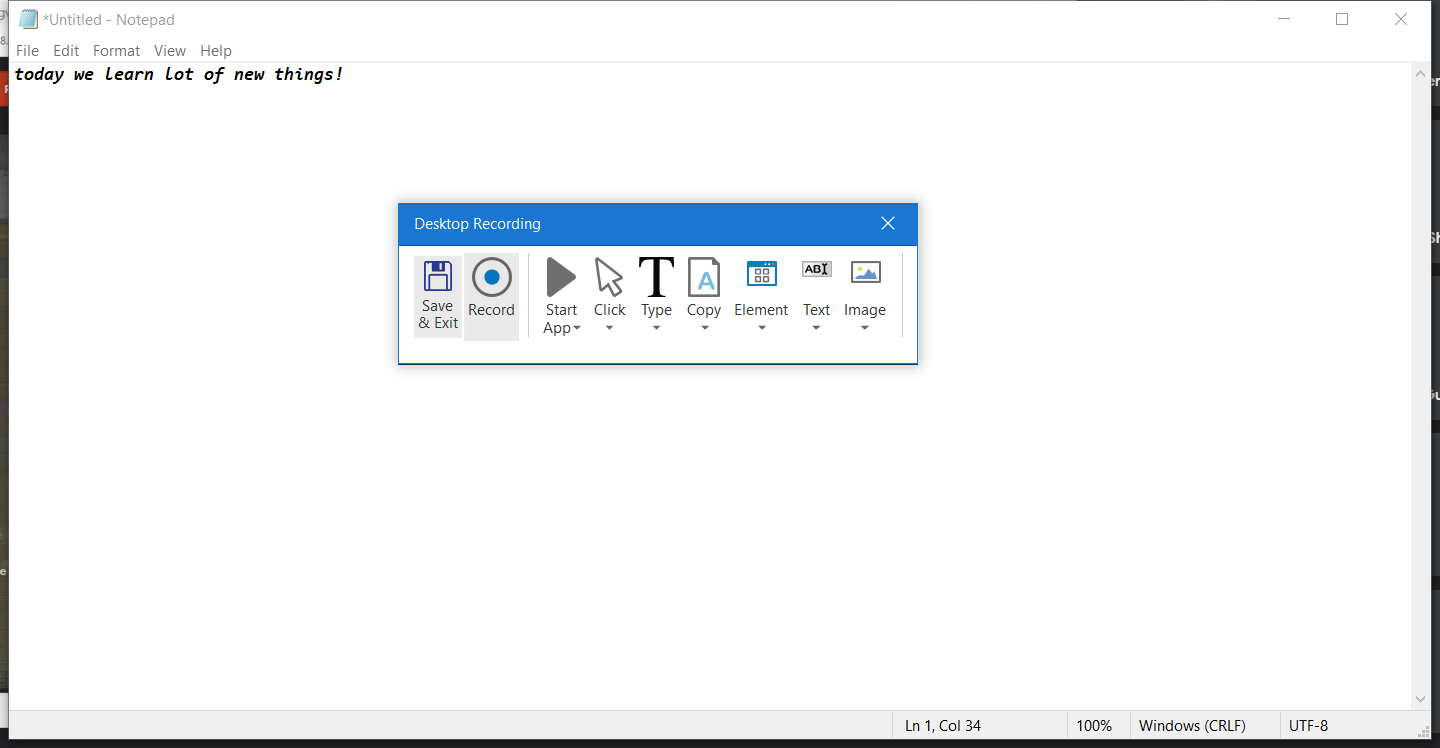 *Untitled - Notepad
File Edit Format View Help
today we learn lot of new things!
Desktop Recording
Save & Exit
Record
Start App
Click
Type
Copy
Element
Text
Image
A
ABI
T
Ln 1, Col 34
100%
Windows (CRLF)
UTF-8